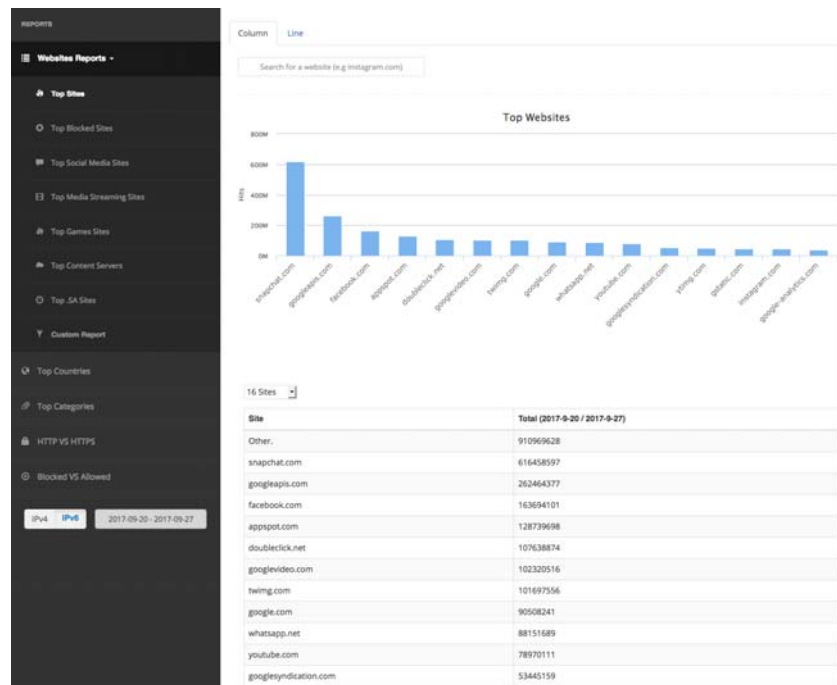 REPORTS
Websites Reports
Top Sites
Top Blocked Sites
Top Social Media Sites
Top Media Streaming Sites
Top Games Sites
Top Content Servers
Top .SA Sites
Custom Report
Top Countries
Top Categories
HTTP VS HTTPS
Blocked VS Allowed
IPv4 IPv6 2017-09-20 - 2017-09-27
Column Line
Search for a website (e.g instagram.com)
Top Websites
800M
600M
400M
200M
0M
Hits
snapchat.com
googleapis.com
facebook.com
appspot.com
doubleclick.net
googlevideo.com
twimg.com
google.com
whatsapp.net
youtube.com
googlesyndication.com
ytimg.com
gstatic.com
instagram.com
google-analytics.com
16 Sites
Site Total (2017-9-20 / 2017-9-27)
Other. 910969628
snapchat.com 616458597
googleapis.com 262464377
facebook.com 163694101
appspot.com 128739698
doubleclick.net 107638874
googlevideo.com 102320516
twimg.com 101697556
google.com 90508241
whatsapp.net 88151689
youtube.com 78970111
googlesyndication.com 53445159